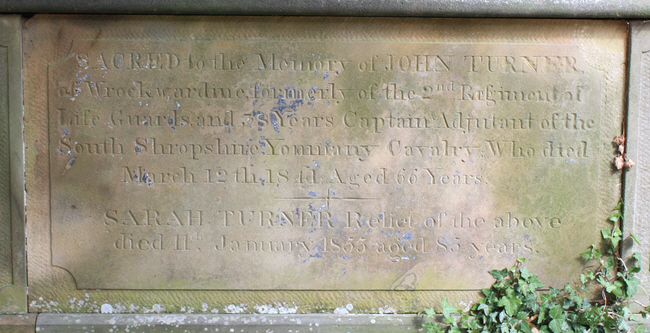 SACRED to the Memory of JOHN TURNER,
of Wrockwardine, formerly of the 2nd Regiment of
Life Guards, and Years Captain Adjutant of the
South Shropshire Yeomanry Cavalry, Who died
March 12th 1841 Aged 66 Years.
SARAH TURNER Relict of the above
died 11th January aged 85 years.